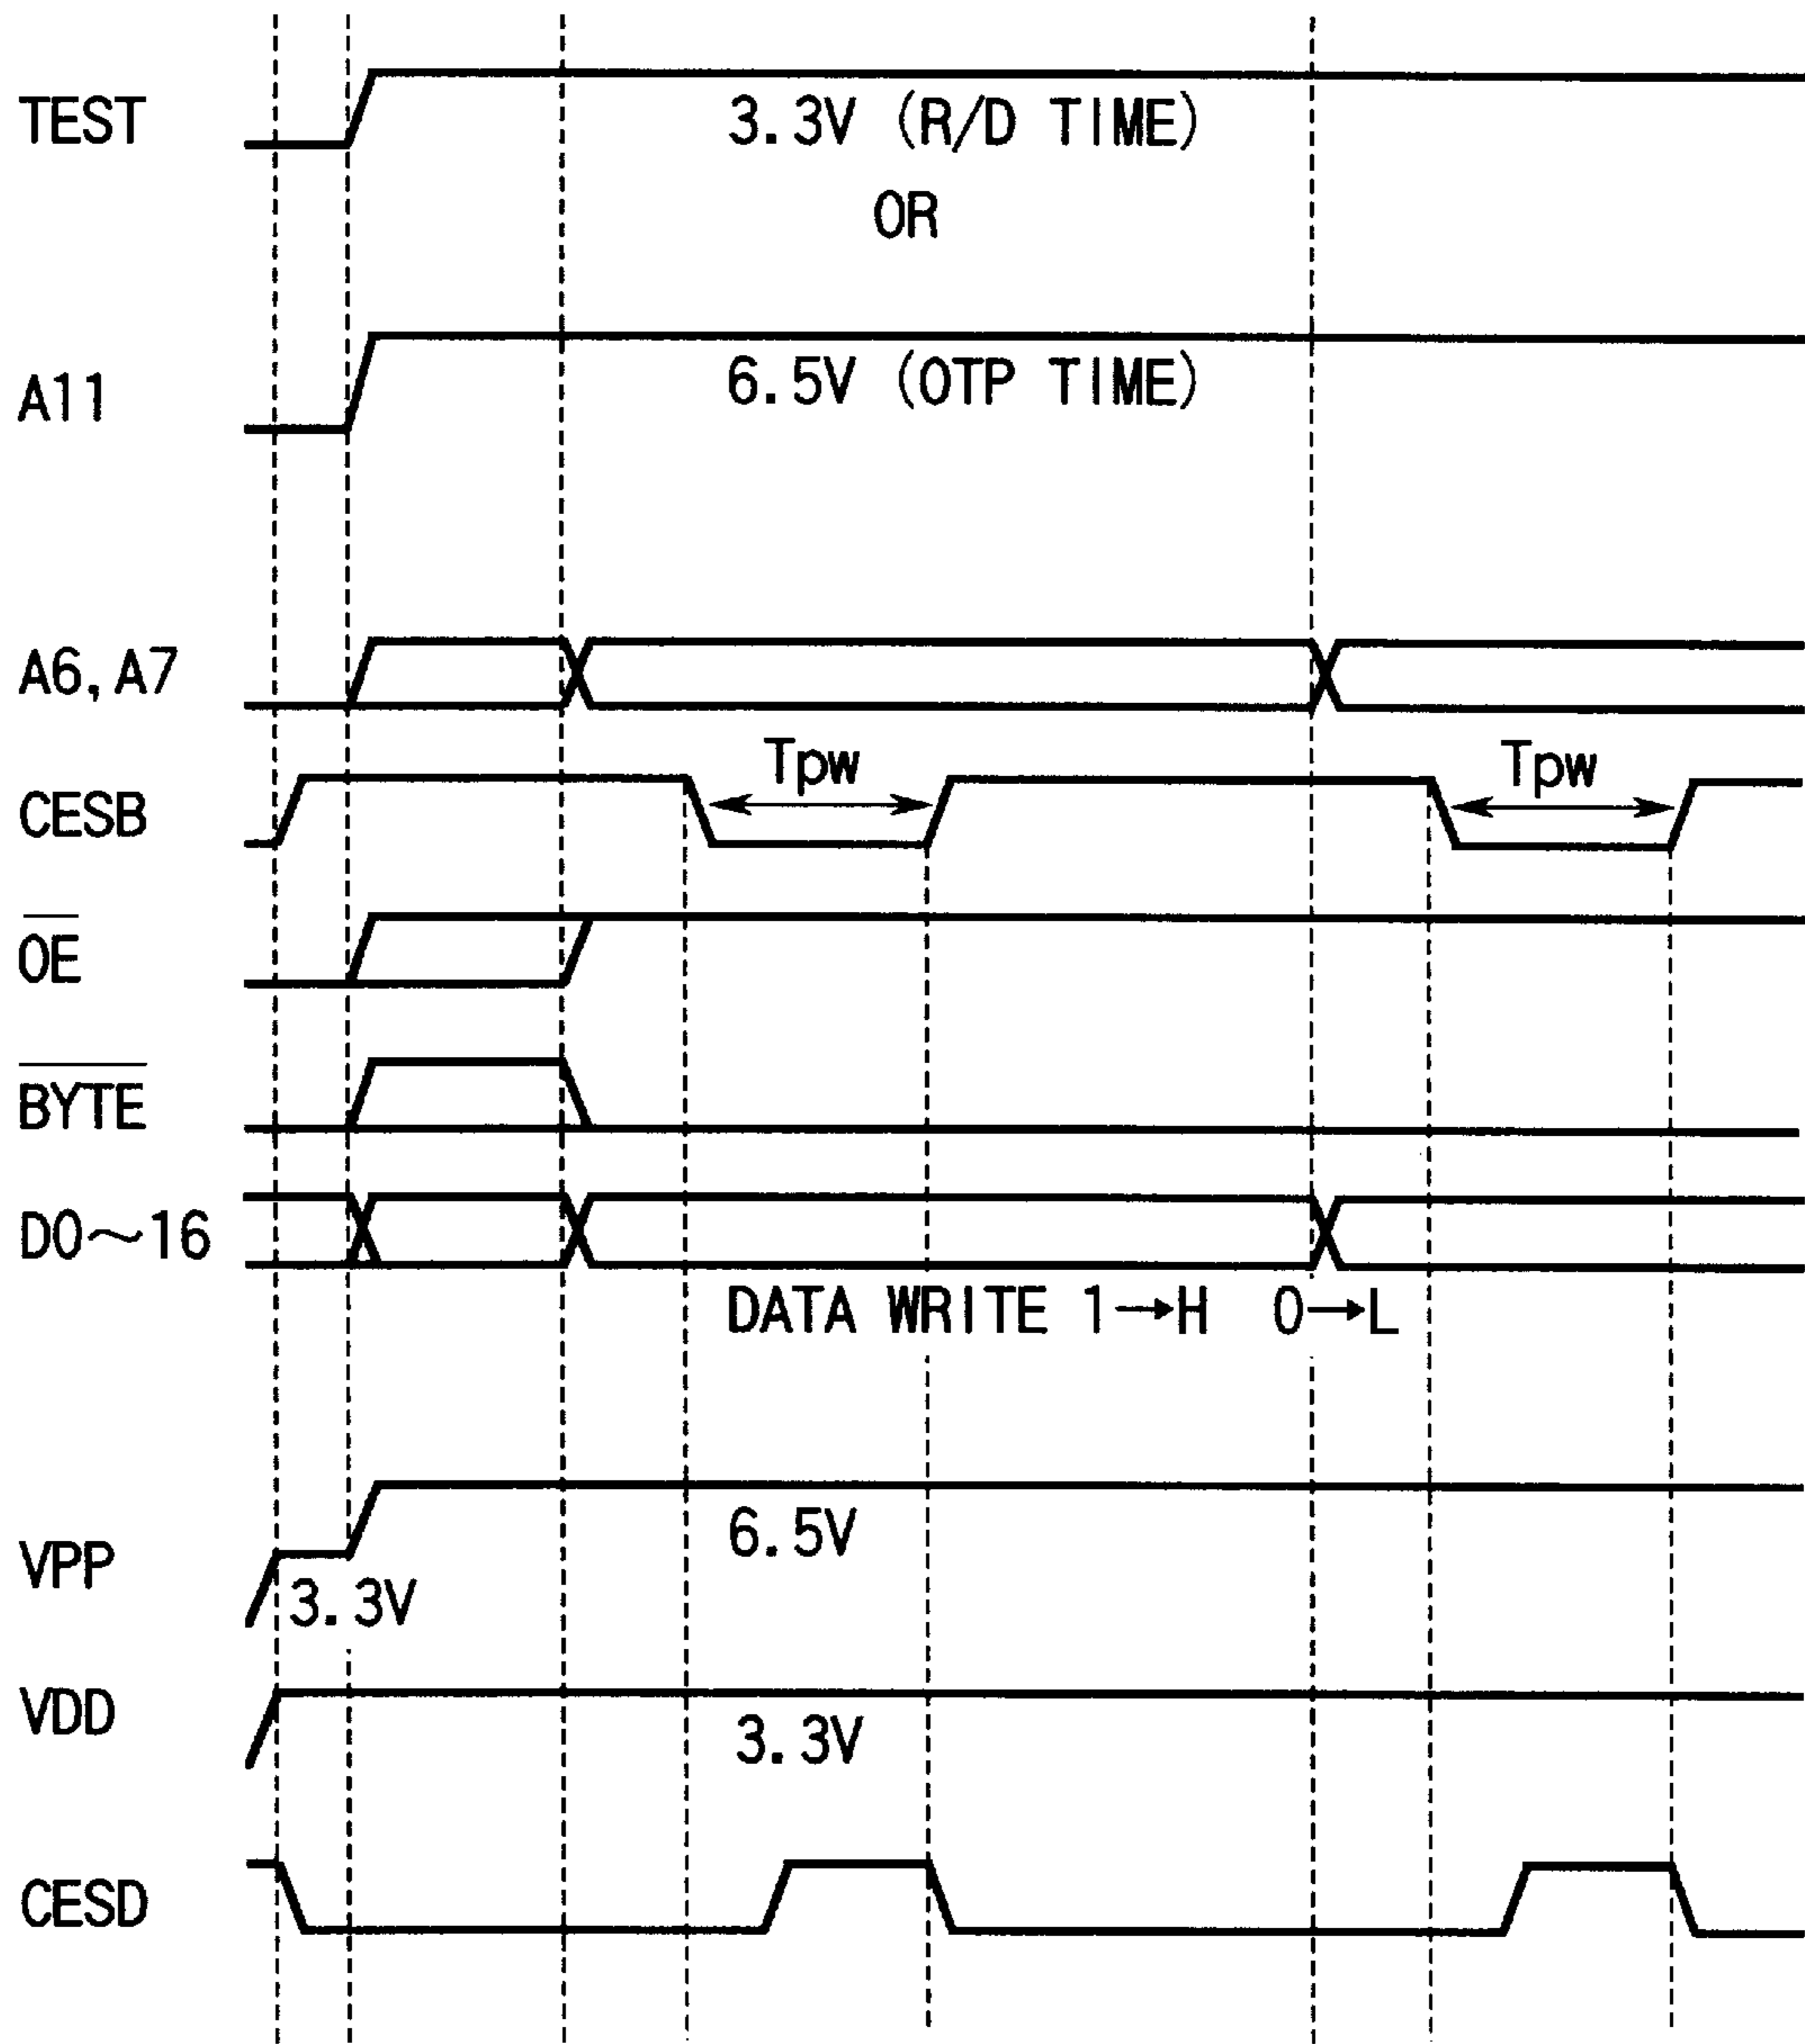 TEST
3.3V (R/D TIME)
OR
A11
6.5V (OTP TIME)
A6, A7
CESB
Tpw
Tpw
OE
BYTE
D0～16
DATA WRITE 1→H 0→L
VPP
3.3V
6.5V
VDD
3.3V
CESD